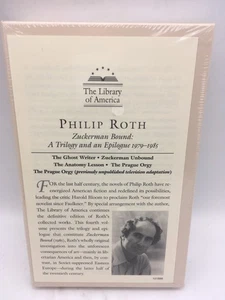 The Library
of America
PHILIP ROTH
Zuckerman Bound:
A Trilogy and an Epilogue 1979–1985
The Ghost Writer • Zuckerman Unbound
The Anatomy Lesson • The Prague Orgy
The Prague Orgy (previously unpublished television adaptation)
FOR the last half century, the novels of Philip Roth have re-
energized American fiction and redefined its possibilities,
leading the critic Harold Bloom to proclaim Roth "our foremost
novelist since Faulkner." By special arrangement with the author,
The Library of America continues
the definitive edition of Roth's
collected works. This fourth vol-
ume presents the trilogy and epi-
logue that constitute Zuckerman
Bound (1985), Roth's wholly original
investigation into the unforeseen
consequences of art—mainly in lib-
ertarian America and then, by con-
trast, in Soviet-suppressed Eastern
Europe—during the latter half of
the twentieth century.